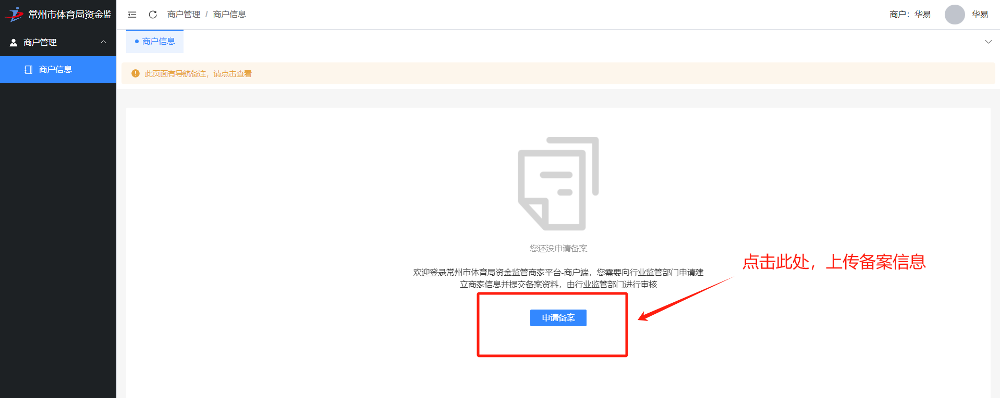 常州市体育局资金监
商户管理 / 商户信息
商户：华易
华易
商户管理
商户信息
商户信息
此页面有导航备注，请点击查看
您还没申请备案
欢迎登录常州市体育局资金监管商家平台-商户端，您需要向行业监管部门申请建
立商家信息并提交备案资料，由行业监管部门进行审核
申请备案
点击此处，上传备案信息